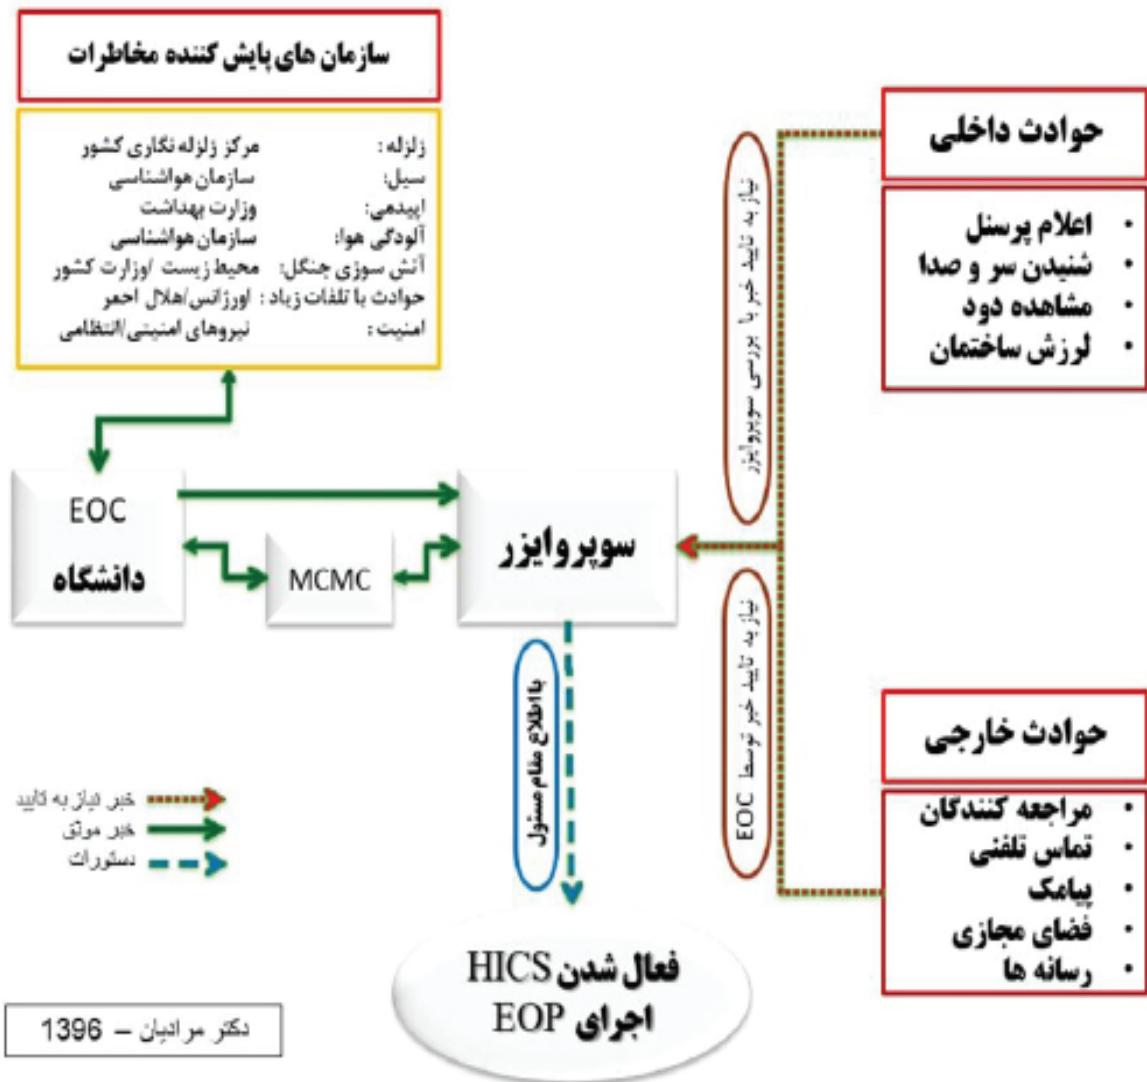 سازمان های پایش کننده مخاطرات
زلزله: مرکز زلزله نگاری کشور
سیل: سازمان هواشناسی
اپیدمی: وزارت بهداشت
آلودگی هوا: سازمان هواشناسی
آتش سوزی جنگل: محیط زیست /وزارت کشور
حوادث با تلفات زیاد: اورژانس/هلال احمر
امنیت: نیروهای امنیتی/انتظامی
حوادث داخلی
• اعلام پرسنل
• شنیدن سر و صدا
• مشاهده دود
• لرزش ساختمان
نیاز به تایید خبر با بررسی سوپروایزر
EOC
دانشگاه
MCMC
سوپروایزر
نیاز به تایید خبر توسط EOC
با اطلاع مقام مسئول
حوادث خارجی
• مراجعه کنندگان
• تماس تلفنی
• پیامک
• فضای مجازی
• رسانه ها
خبر نیاز به تایید
خبر موثق
دستورات
فعال شدن HICS
اجرای EOP
دکتر مرادیان – 1396